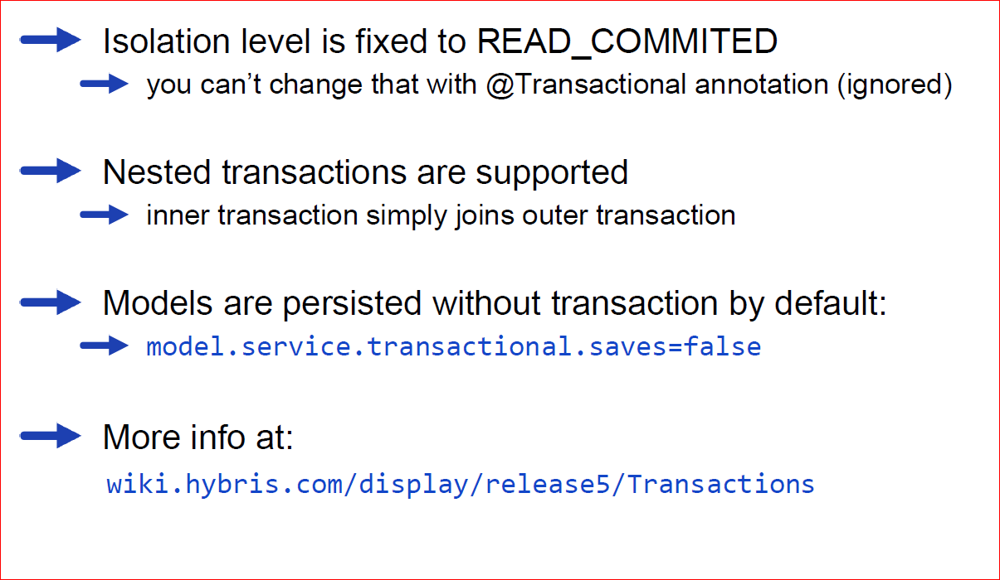 Isolation level is fixed to READ_COMMITED
you can’t change that with @Transactional annotation (ignored)
Nested transactions are supported
inner transaction simply joins outer transaction
Models are persisted without transaction by default:
model.service.transactional.saves=false
More info at:
wiki.hybris.com/display/release5/Transactions